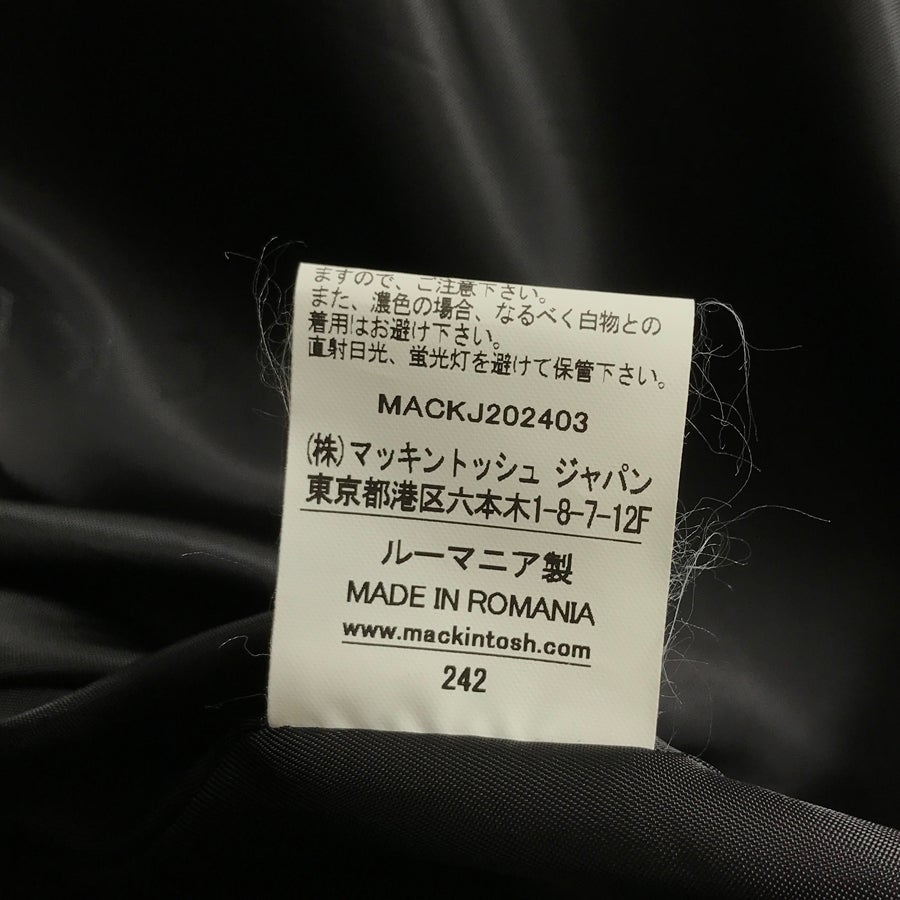 ますので、ご注意下さい。
また、濃色の場合、なるべく白物との
着用はお避け下さい。
直射日光、蛍光灯を避けて保管下さい。
MACKJ202403
(株)マッキントッシュ ジャパン
東京都港区六本木1-8-7-12F
ルーマニア製
MADE IN ROMANIA
www.mackintosh.com
242